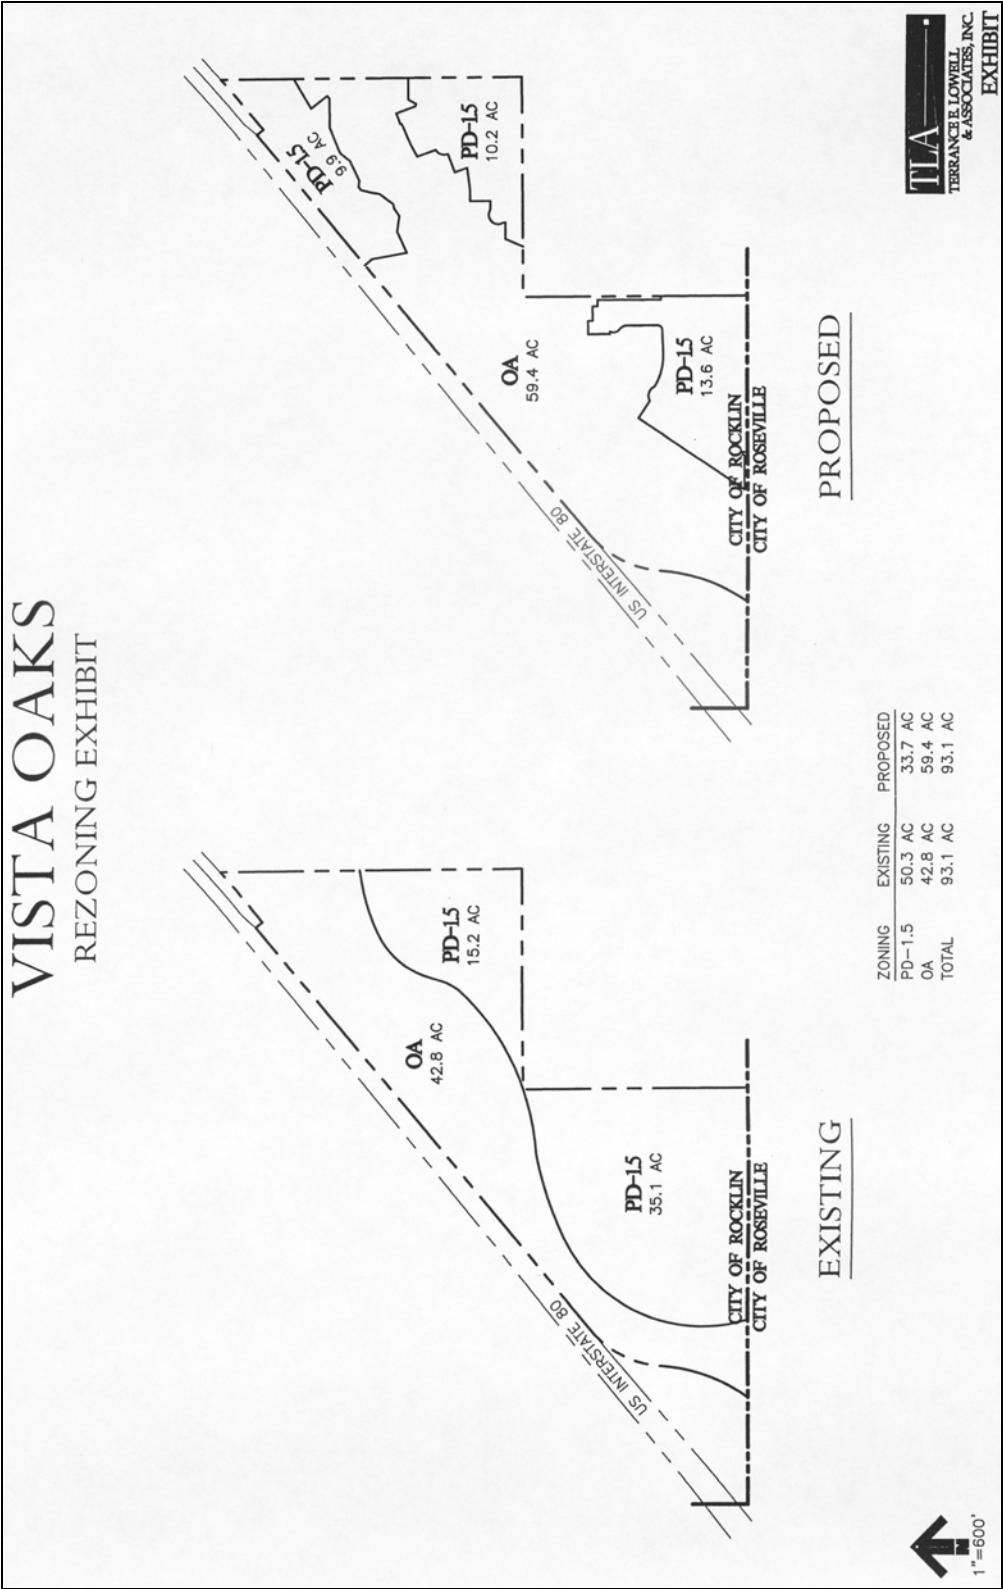 VISTA OAKS
REZONING EXHIBIT
OA
42.8 AC
PD-1.5
15.2 AC
PD-1.5
35.1 AC
US INTERSTATE 80
CITY OF ROCKLIN
CITY OF ROSEVILLE
EXISTING
PD-1.5
9.9 AC
PD-1.5
10.2 AC
OA
59.4 AC
PD-1.5
13.6 AC
US INTERSTATE 80
CITY OF ROCKLIN
CITY OF ROSEVILLE
PROPOSED
ZONING EXISTING PROPOSED
PD-1.5 50.3 AC 33.7 AC
OA 42.8 AC 59.4 AC
TOTAL 93.1 AC 93.1 AC
N
1"=600'
TLA
TERRANCE E. LOWELL
& ASSOCIATES, INC.
EXHIBIT